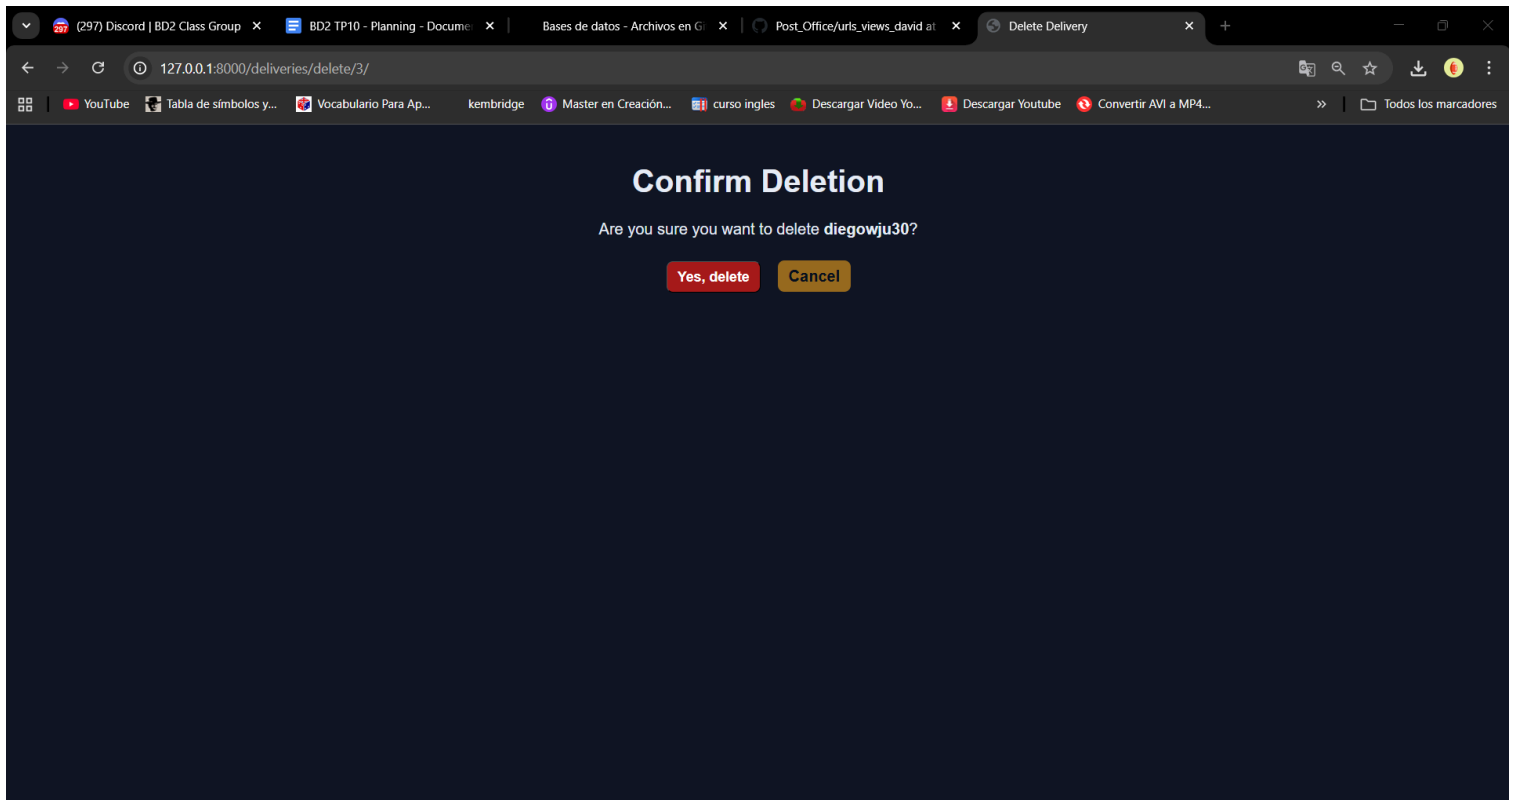 297
(297) Discord | BD2 Class Group
BD2 TP10 - Planning - Docume
Bases de datos - Archivos en G
Post_Office/urls_views_david at
Delete Delivery
127.0.0.1:8000/deliveries/delete/3/
YouTube
Tabla de símbolos y...
Vocabulario Para Ap...
kembridge
Master en Creación...
curso ingles
Descargar Video Yo...
Descargar Youtube
Convertir AVI a MP4...
Todos los marcadores
Confirm Deletion
Are you sure you want to delete diegowju30?
Yes, delete
Cancel